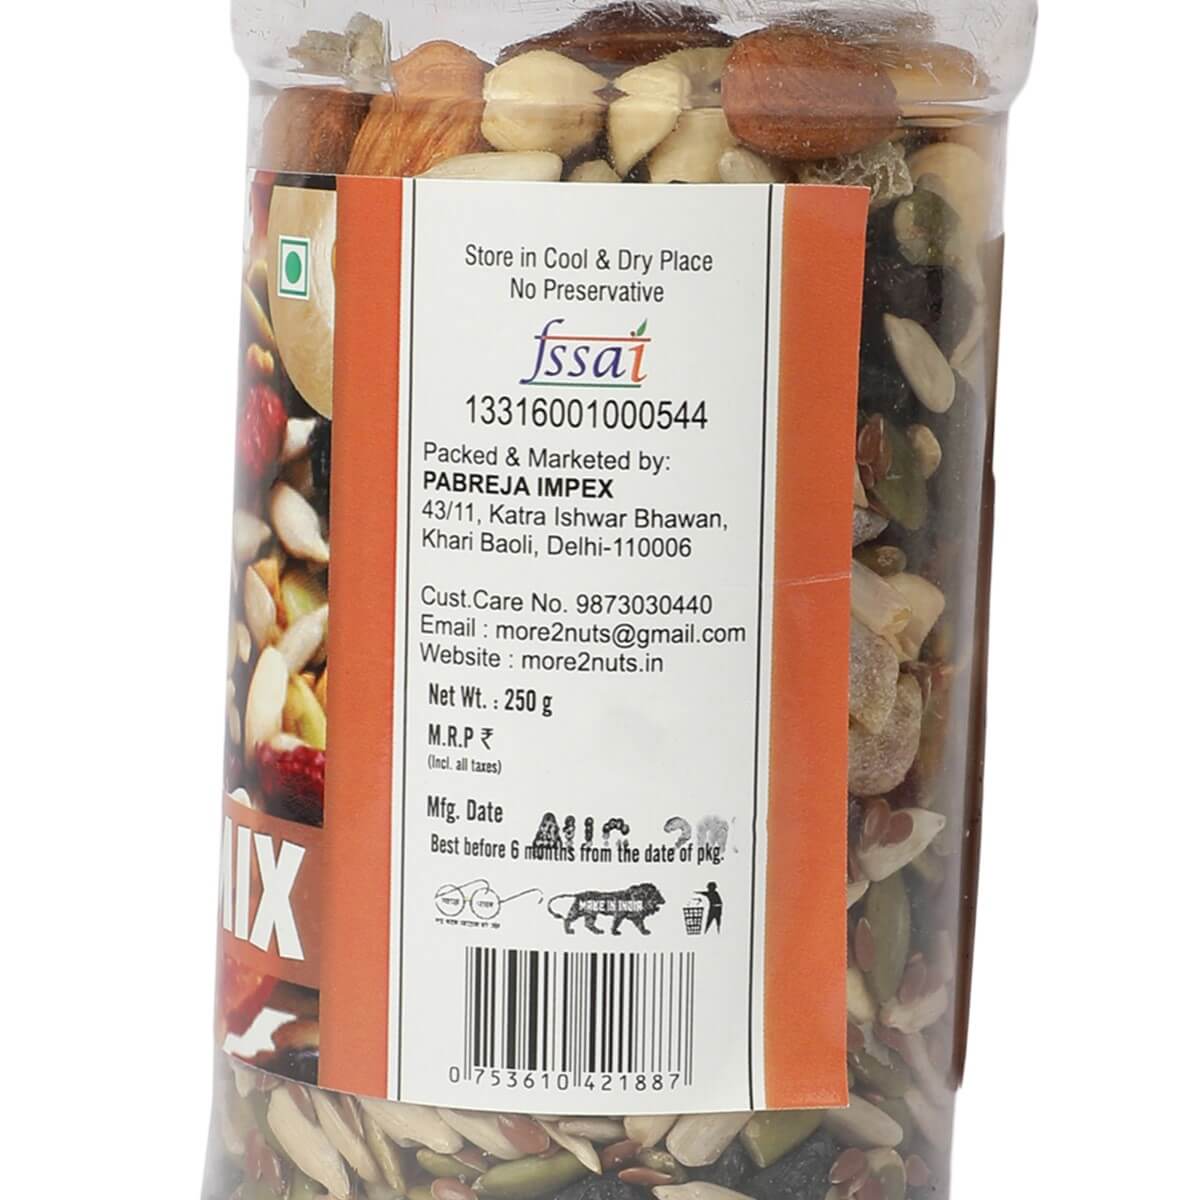 Store in Cool & Dry Place
No Preservative
fssai
13316001000544
Packed & Marketed by:
PABREJA IMPEX
43/11, Katra Ishwar Bhawan,
Khari Baoli, Delhi-110006
Cust.Care No. 9873030440
Email : more2nuts@gmail.com
Website : more2nuts.in
Net Wt. : 250 g
M.R.P ₹
(Incl. all taxes)
Mfg. Date
Best before 6 months from the date of pkg.
MAKE IN INDIA
MIX
0 753610 421887